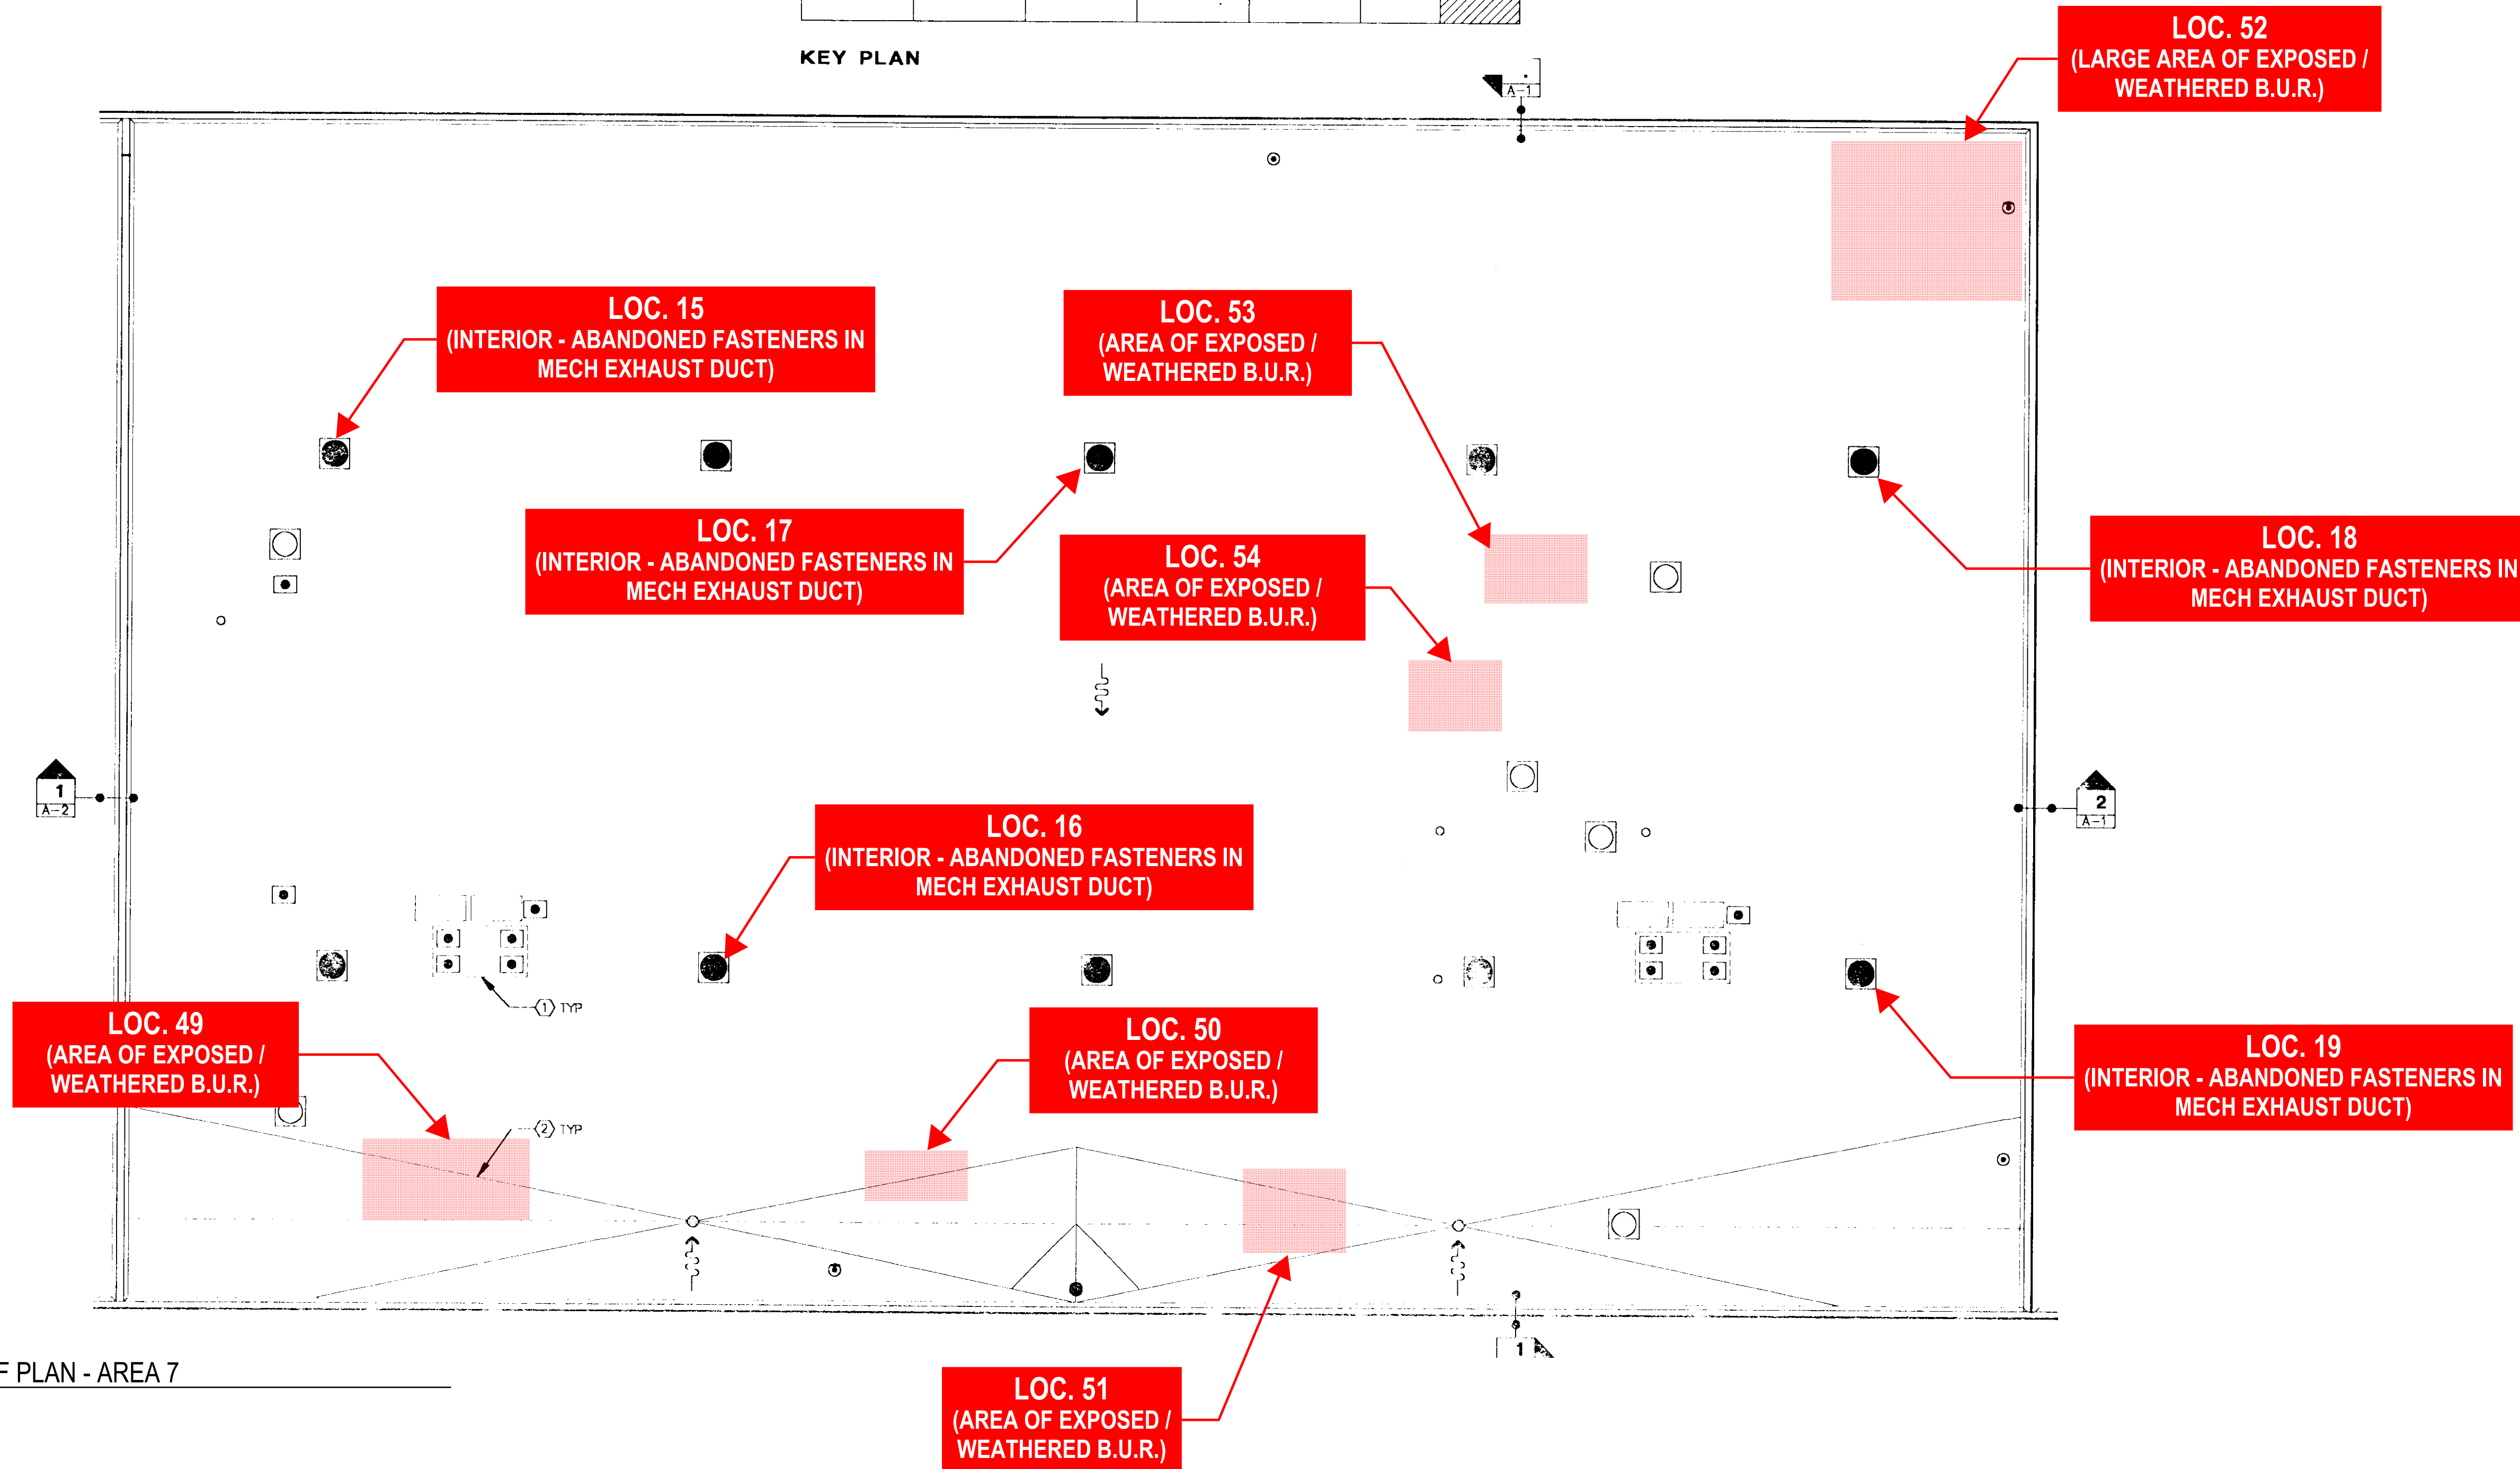 KEY PLAN
LOC. 52
(LARGE AREA OF EXPOSED /
WEATHERED B.U.R.)
A-1
LOC. 15
(INTERIOR - ABANDONED FASTENERS IN
MECH EXHAUST DUCT)
LOC. 53
(AREA OF EXPOSED /
WEATHERED B.U.R.)
LOC. 17
(INTERIOR - ABANDONED FASTENERS IN
MECH EXHAUST DUCT)
LOC. 54
(AREA OF EXPOSED /
WEATHERED B.U.R.)
LOC. 18
(INTERIOR - ABANDONED FASTENERS IN
MECH EXHAUST DUCT)
1
A-2
2
A-1
LOC. 16
(INTERIOR - ABANDONED FASTENERS IN
MECH EXHAUST DUCT)
1 TYP
LOC. 49
(AREA OF EXPOSED /
WEATHERED B.U.R.)
LOC. 50
(AREA OF EXPOSED /
WEATHERED B.U.R.)
LOC. 19
(INTERIOR - ABANDONED FASTENERS IN
MECH EXHAUST DUCT)
2 TYP
1
F PLAN - AREA 7
LOC. 51
(AREA OF EXPOSED /
WEATHERED B.U.R.)